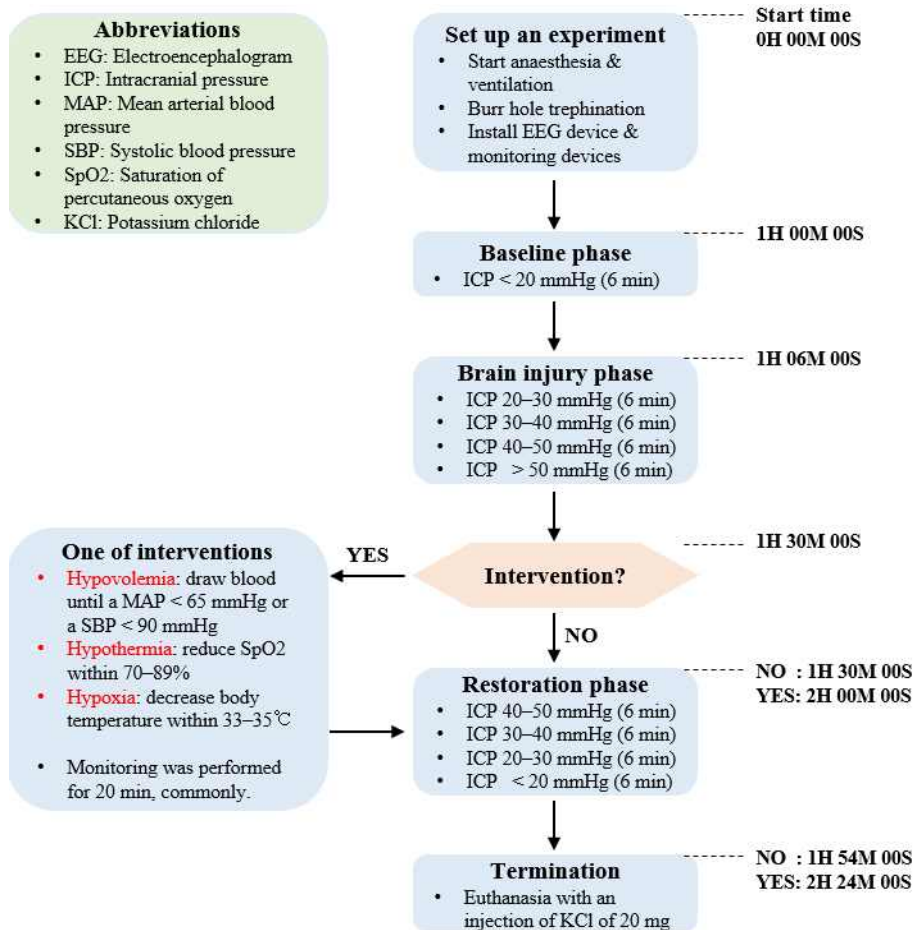 Abbreviations
• EEG: Electroencephalogram
• ICP: Intracranial pressure
• MAP: Mean arterial blood
pressure
• SBP: Systolic blood pressure
• SpO2: Saturation of
percutaneous oxygen
• KCl: Potassium chloride
Set up an experiment
• Start anaesthesia &
ventilation
• Burr hole trephination
• Install EEG device &
monitoring devices
Start time
0H 00M 00S
Baseline phase
• ICP < 20 mmHg (6 min)
1H 00M 00S
Brain injury phase
• ICP 20–30 mmHg (6 min)
• ICP 30–40 mmHg (6 min)
• ICP 40–50 mmHg (6 min)
• ICP > 50 mmHg (6 min)
1H 06M 00S
Intervention?
1H 30M 00S
YES
NO
One of interventions
• Hypovolemia: draw blood
until a MAP < 65 mmHg or
a SBP < 90 mmHg
• Hypothermia: reduce SpO2
within 70–89%
• Hypoxia: decrease body
temperature within 33–35℃
• Monitoring was performed
for 20 min, commonly.
Restoration phase
• ICP 40–50 mmHg (6 min)
• ICP 30–40 mmHg (6 min)
• ICP 20–30 mmHg (6 min)
• ICP < 20 mmHg (6 min)
NO : 1H 30M 00S
YES: 2H 00M 00S
Termination
• Euthanasia with an
injection of KCl of 20 mg
NO : 1H 54M 00S
YES: 2H 24M 00S